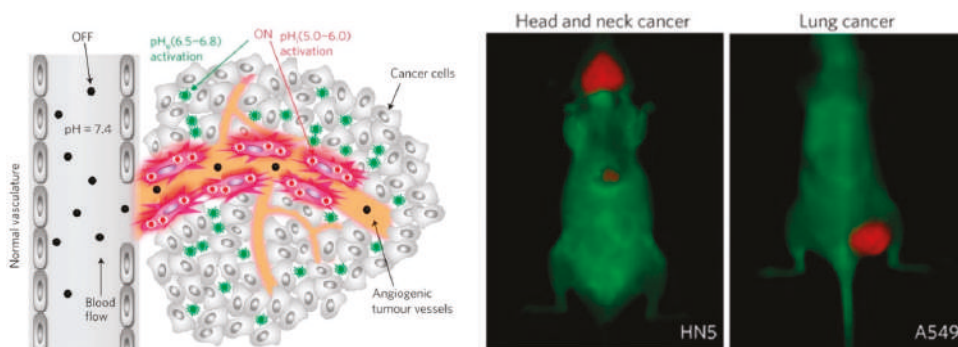 OFF
pHₑ(6.5–6.8)
activation
ON
pHᵢ(5.0–6.0)
activation
Cancer cells
pH = 7.4
Normal vasculature
Blood
flow
Angiogenic
tumour vessels
Head and neck cancer
HN5
Lung cancer
A549